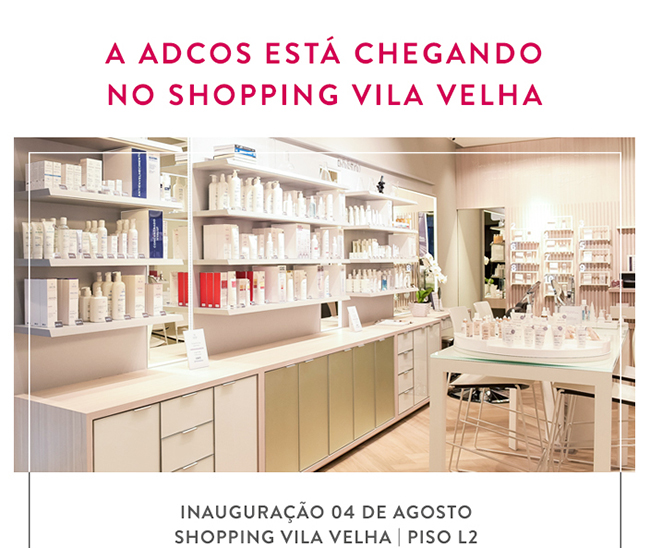 A ADCOS ESTÁ CHEGANDO
NO SHOPPING VILA VELHA
INAUGURAÇÃO 04 DE AGOSTO
SHOPPING VILA VELHA | PISO L2